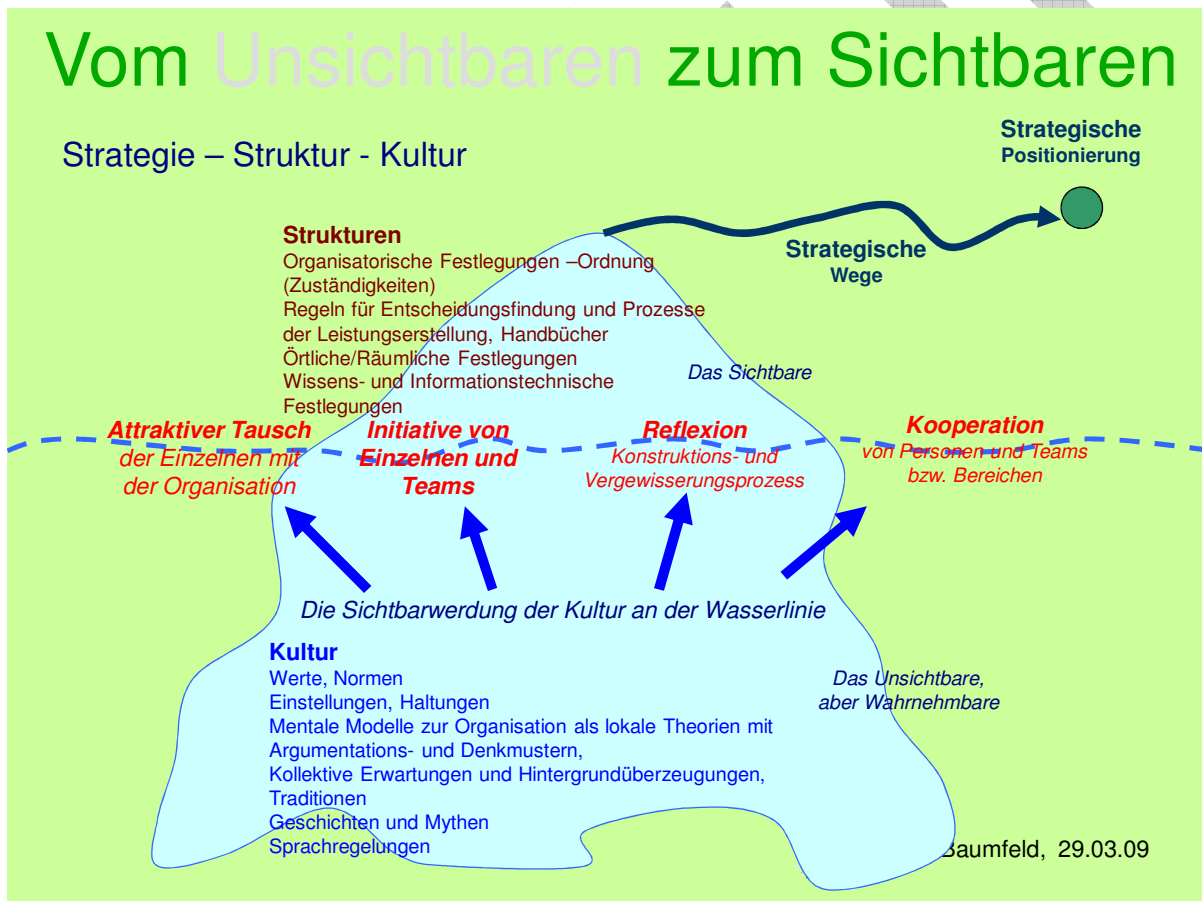 Vom Unsichtbaren zum Sichtbaren
Strategie – Struktur - Kultur
Strategische
Positionierung
Strategische
Wege
Strukturen
Organisatorische Festlegungen –Ordnung
(Zuständigkeiten)
Regeln für Entscheidungsfindung und Prozesse
der Leistungserstellung, Handbücher
Örtliche/Räumliche Festlegungen
Wissens- und Informationstechnische
Festlegungen
Das Sichtbare
Attraktiver Tausch
der Einzelnen mit
der Organisation
Initiative von
Einzelnen und
Teams
Reflexion
Konstruktions- und
Vergewisserungsprozess
Kooperation
von Personen und Teams
bzw. Bereichen
Die Sichtbarwerdung der Kultur an der Wasserlinie
Kultur
Werte, Normen
Einstellungen, Haltungen
Mentale Modelle zur Organisation als lokale Theorien mit
Argumentations- und Denkmustern,
Kollektive Erwartungen und Hintergrundüberzeugungen,
Traditionen
Geschichten und Mythen
Sprachregelungen
Das Unsichtbare,
aber Wahrnehmbare
Baumfeld, 29.03.09